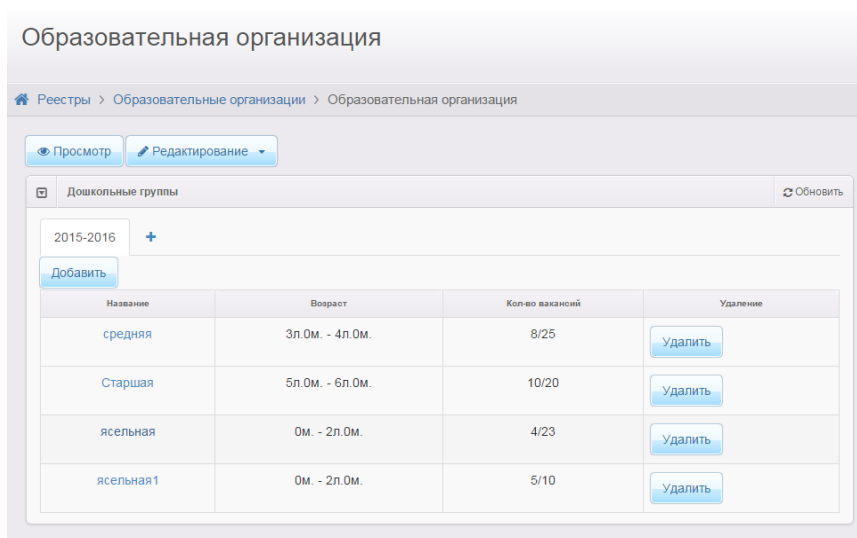 Образовательная организация
Реестры > Образовательные организации > Образовательная организация
Просмотр Редактирование
Дошкольные группы Обновить
2015-2016 +
Добавить
Название Возраст Кол-во вакансий Удаление
средняя 3л.0м. - 4л.0м. 8/25 Удалить
Старшая 5л.0м. - 6л.0м. 10/20 Удалить
ясельная 0м. - 2л.0м. 4/23 Удалить
ясельная1 0м. - 2л.0м. 5/10 Удалить